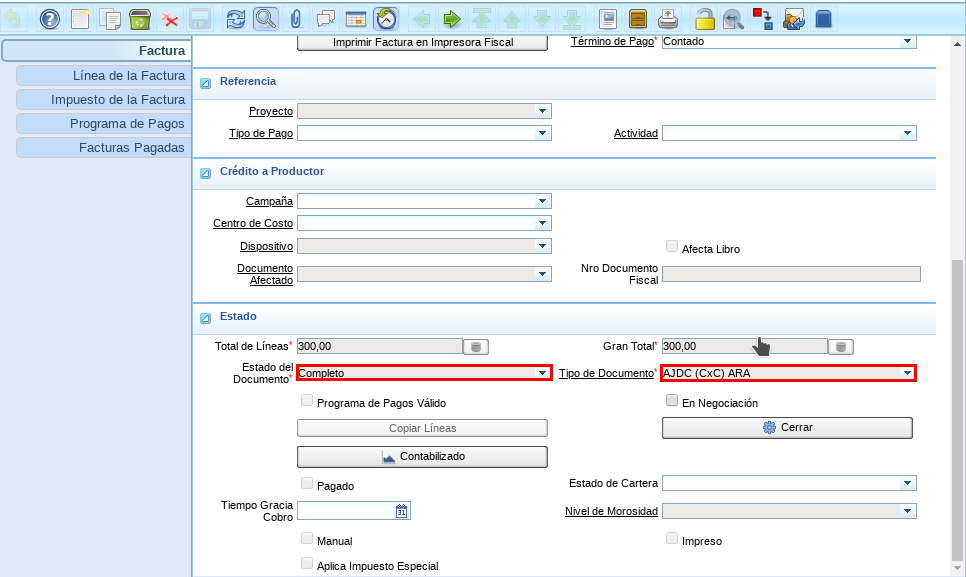 Factura
Línea de la Factura
Impuesto de la Factura
Programa de Pagos
Facturas Pagadas
Imprimir Factura en Impresora Fiscal
Término de Pago*
Contado
Referencia
Proyecto
Tipo de Pago
Actividad
Crédito a Productor
Campaña
Centro de Costo
Dispositivo
Afecta Libro
Documento
Afectado
Nro Documento
Fiscal
Estado
Total de Líneas*
300,00
Gran Total*
300,00
Estado del
Documento*
Completo
Tipo de Documento*
AJDC (CxC) ARA
Programa de Pagos Válido
En Negociación
Copiar Líneas
Cerrar
Contabilizado
Pagado
Estado de Cartera
Tiempo Gracia
Cobro
31
Nivel de Morosidad
Manual
Impreso
Aplica Impuesto Especial